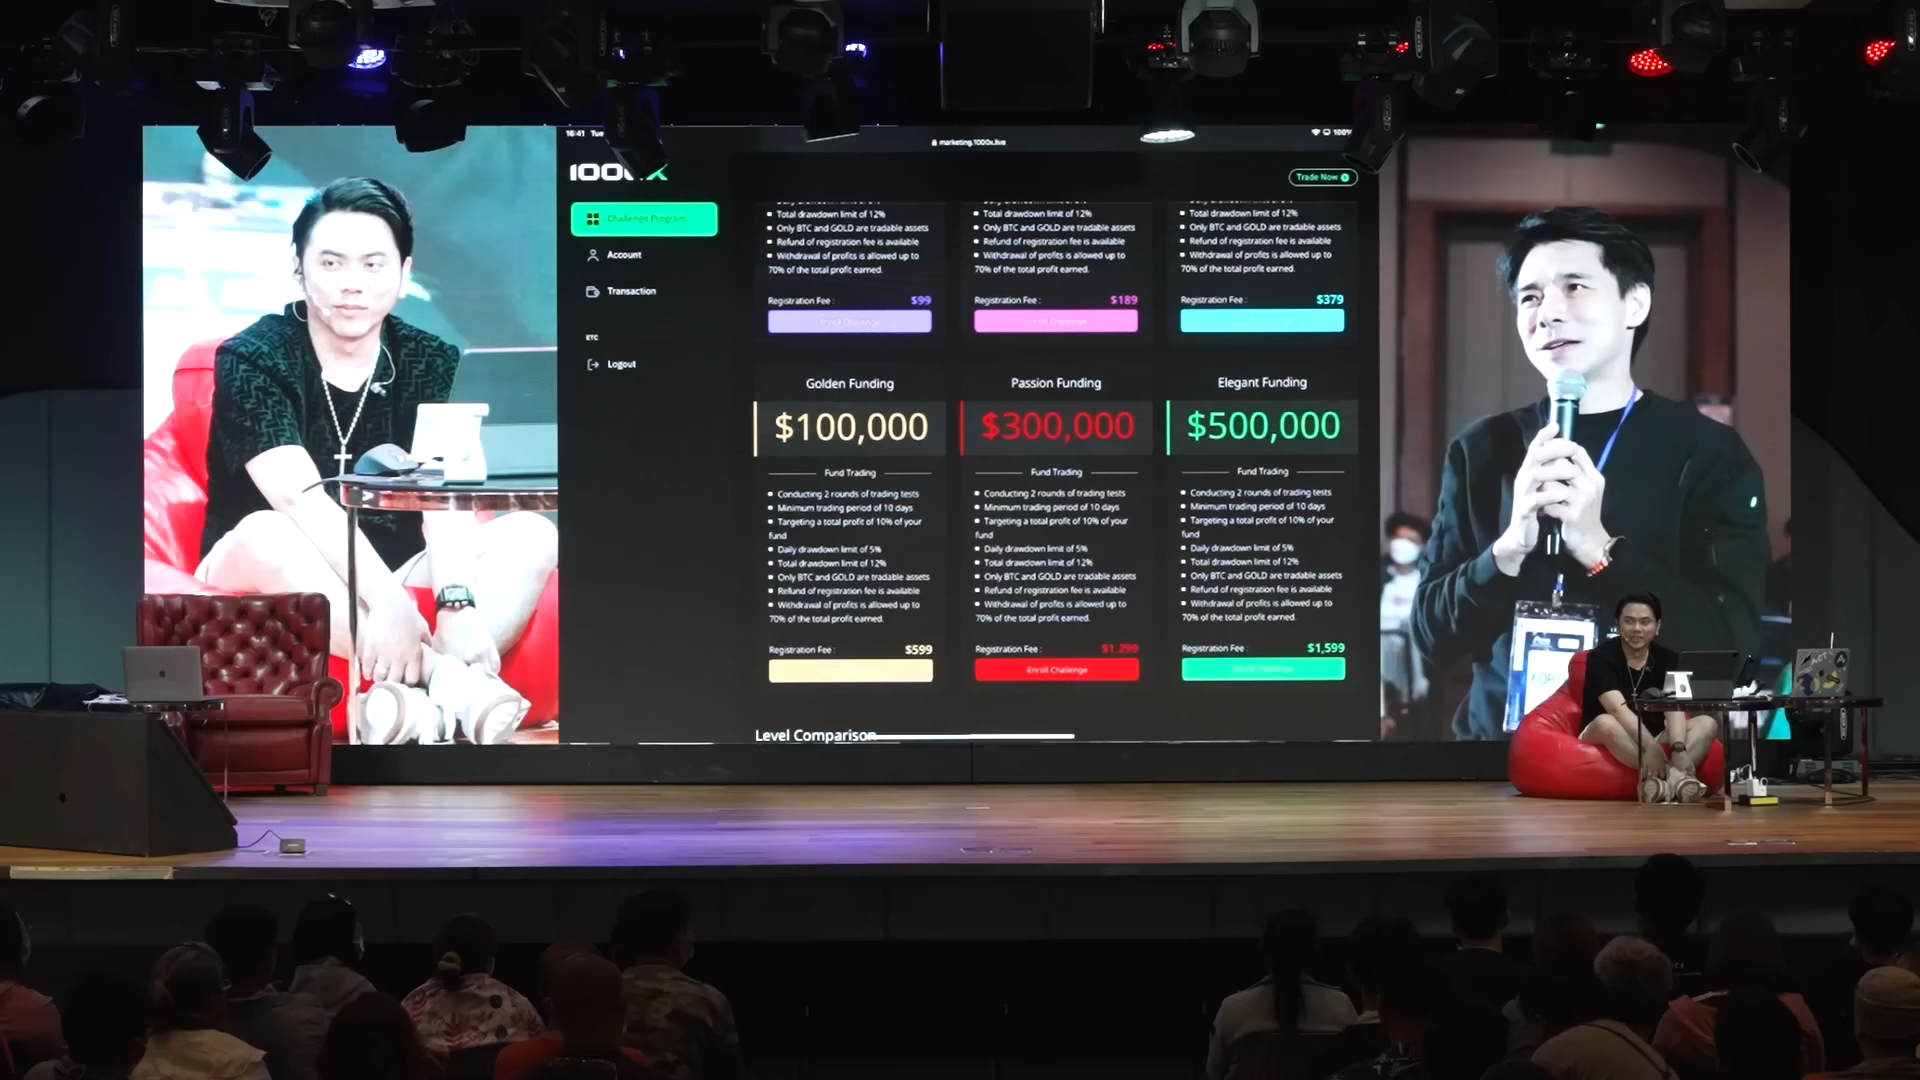 16:41 Tue
marketing.1000x.live
100%
Trade Now
Challenge Program
Account
Transaction
ETC
Logout
Total drawdown limit of 12%
Only BTC and GOLD are tradable assets
Refund of registration fee is available
Withdrawal of profits is allowed up to
70% of the total profit earned.
Registration Fee : $99
Enroll Challenge
Total drawdown limit of 12%
Only BTC and GOLD are tradable assets
Refund of registration fee is available
Withdrawal of profits is allowed up to
70% of the total profit earned.
Registration Fee : $189
Enroll Challenge
Total drawdown limit of 12%
Only BTC and GOLD are tradable assets
Refund of registration fee is available
Withdrawal of profits is allowed up to
70% of the total profit earned.
Registration Fee : $379
Golden Funding
$100,000
Fund Trading
Conducting 2 rounds of trading tests
Minimum trading period of 10 days
Targeting a total profit of 10% of your
fund
Daily drawdown limit of 5%
Total drawdown limit of 12%
Only BTC and GOLD are tradable assets
Refund of registration fee is available
Withdrawal of profits is allowed up to
70% of the total profit earned.
Registration Fee : $599
Passion Funding
$300,000
Fund Trading
Conducting 2 rounds of trading tests
Minimum trading period of 10 days
Targeting a total profit of 10% of your
fund
Daily drawdown limit of 5%
Total drawdown limit of 12%
Only BTC and GOLD are tradable assets
Refund of registration fee is available
Withdrawal of profits is allowed up to
70% of the total profit earned.
Registration Fee : $1,299
Enroll Challenge
Elegant Funding
$500,000
Fund Trading
Conducting 2 rounds of trading tests
Minimum trading period of 10 days
Targeting a total profit of 10% of your
fund
Daily drawdown limit of 5%
Total drawdown limit of 12%
Only BTC and GOLD are tradable assets
Refund of registration fee is available
Withdrawal of profits is allowed up to
70% of the total profit earned.
Registration Fee : $1,599
Enroll Challenge
Level Comparison